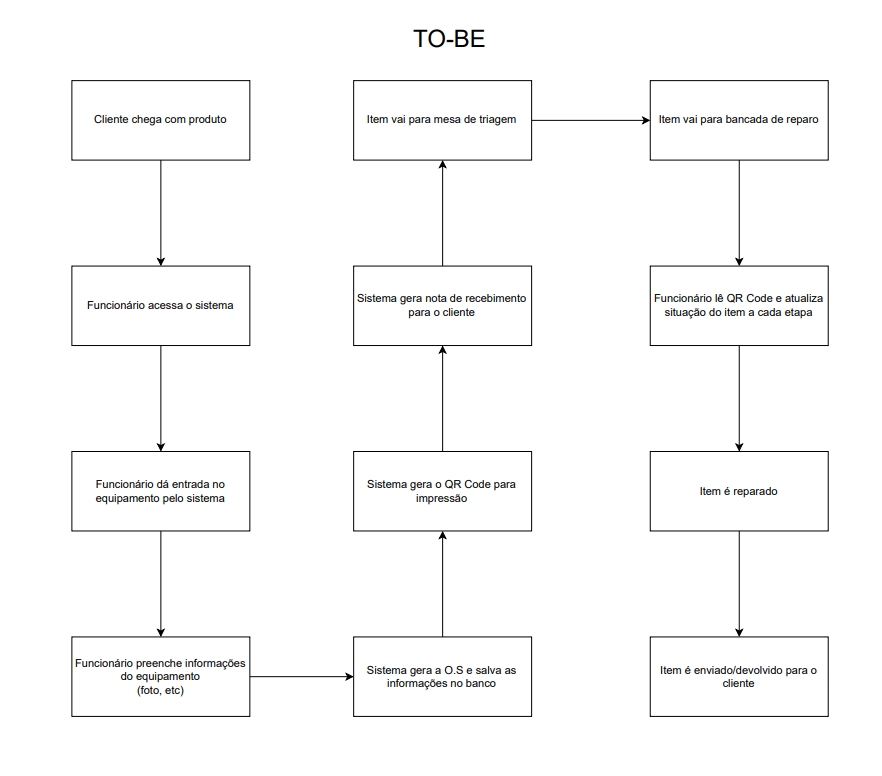 TO-BE
Cliente chega com produto
Funcionário acessa o sistema
Funcionário dá entrada no
equipamento pelo sistema
Funcionário preenche informações
do equipamento
(foto, etc)
Sistema gera a O.S e salva as
informações no banco
Sistema gera o QR Code para
impressão
Sistema gera nota de recebimento
para o cliente
Item vai para mesa de triagem
Item vai para bancada de reparo
Funcionário lê QR Code e atualiza
situação do item a cada etapa
Item é reparado
Item é enviado/devolvido para o
cliente